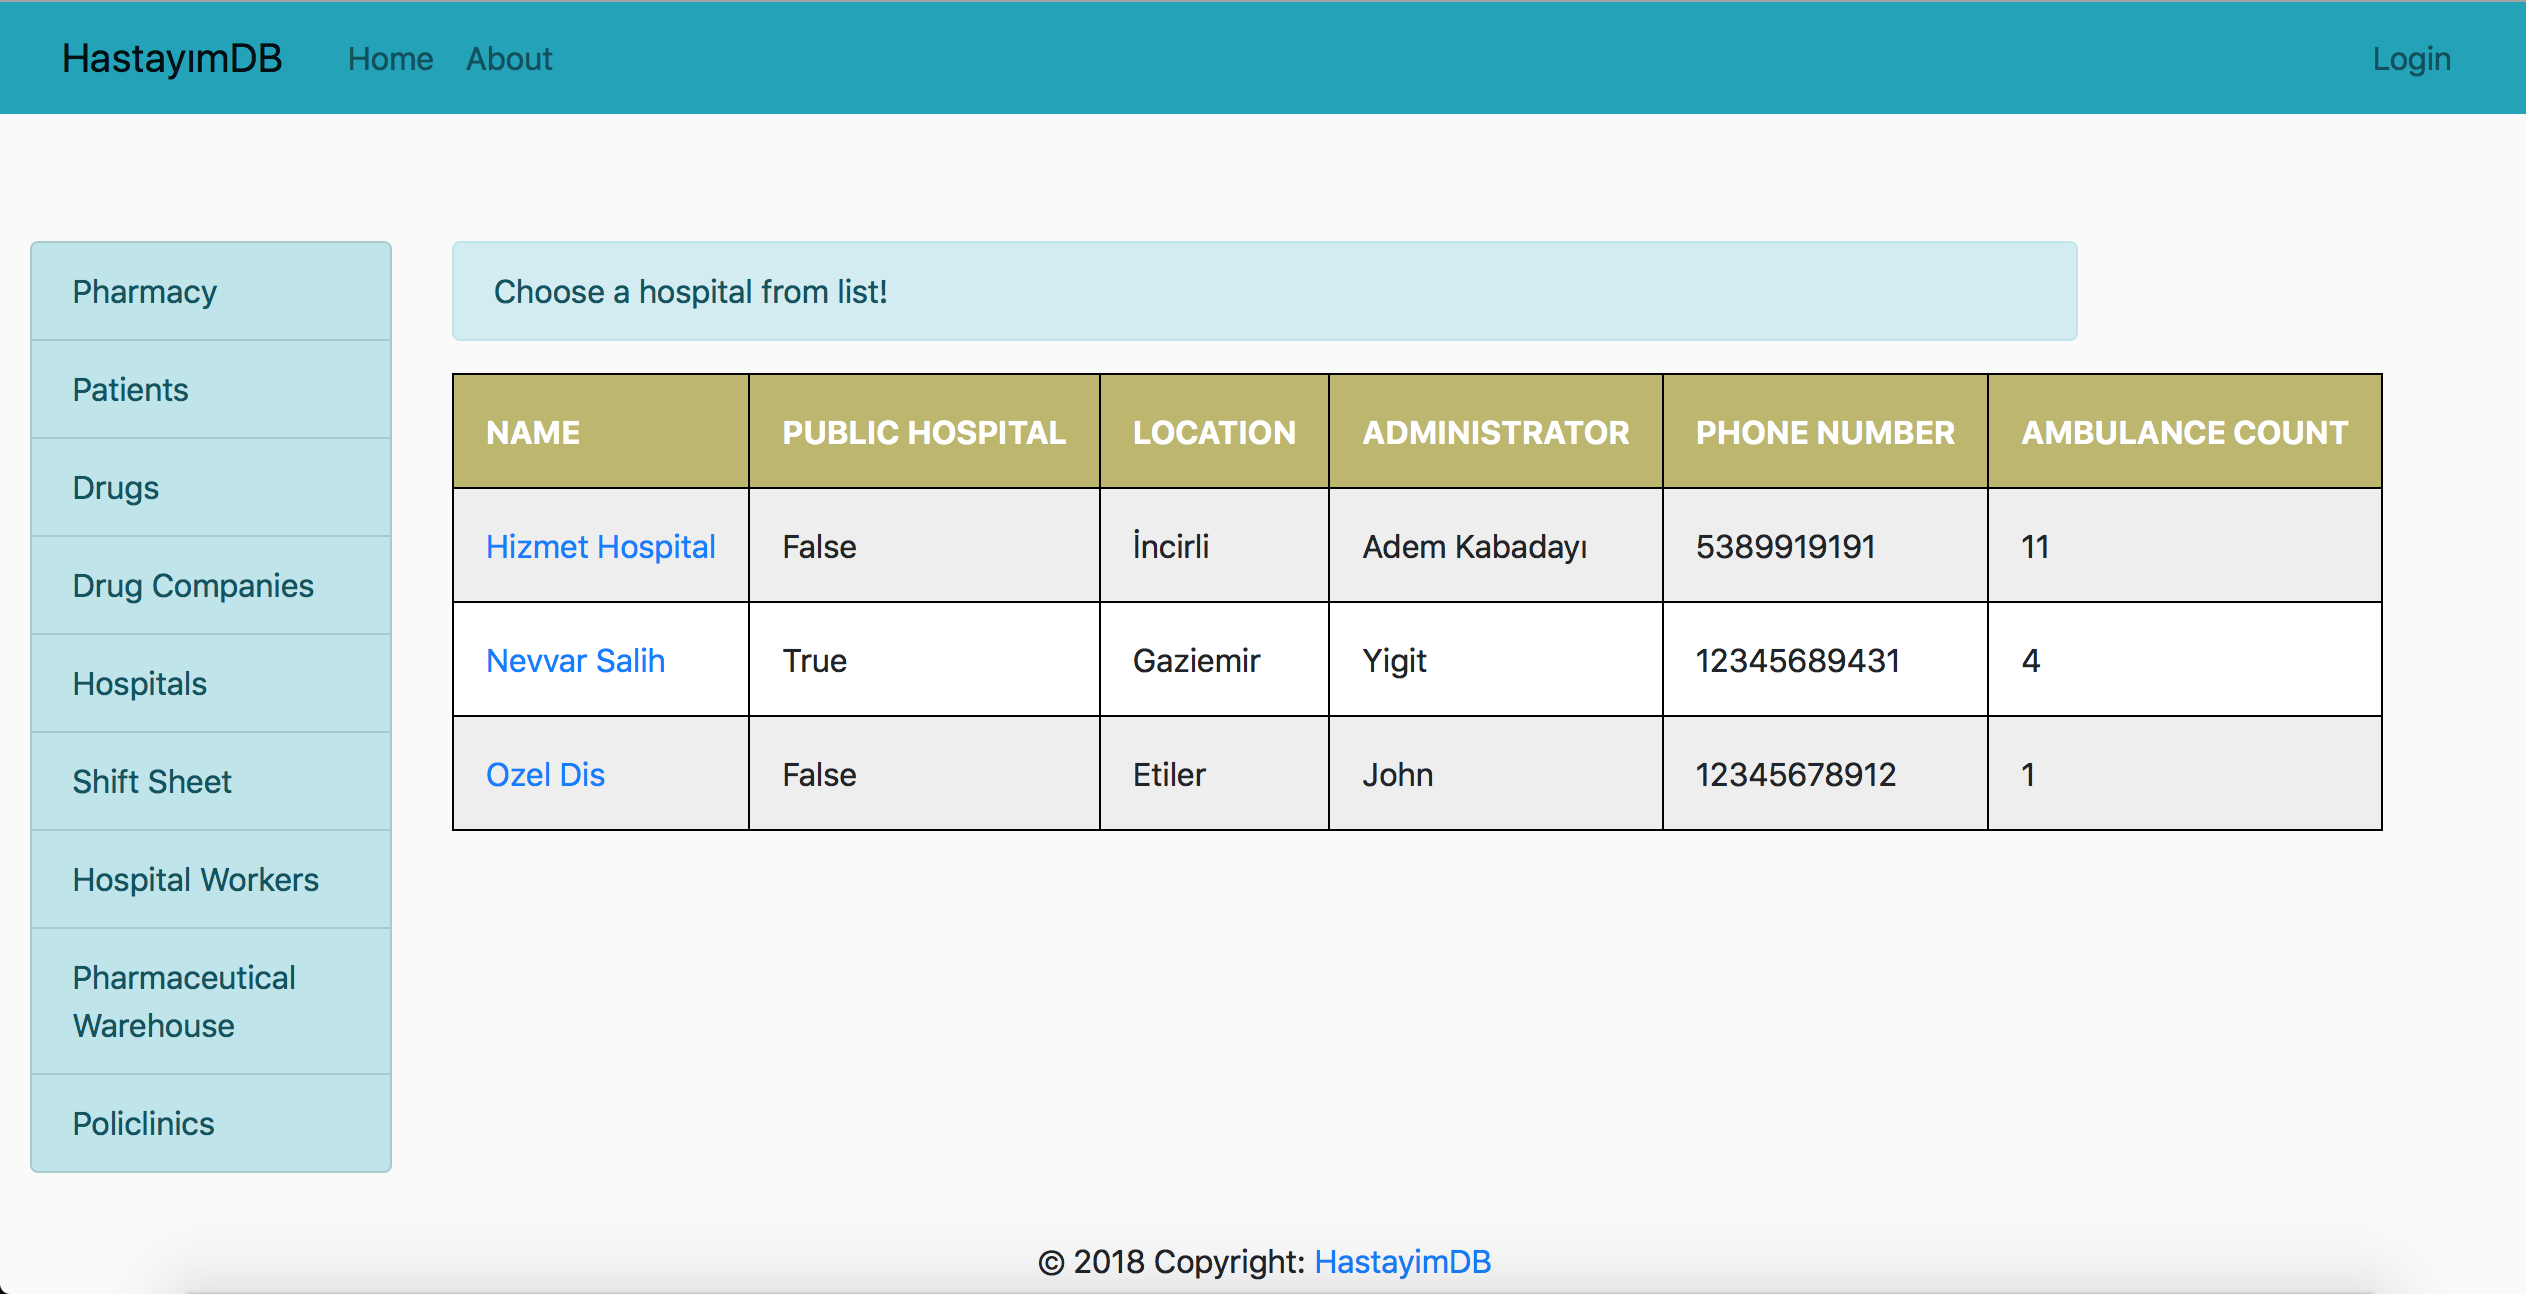 HastayımDB Home About Login
Pharmacy
Patients
Drugs
Drug Companies
Hospitals
Shift Sheet
Hospital Workers
Pharmaceutical
Warehouse
Policlinics
Choose a hospital from list!
NAME PUBLIC HOSPITAL LOCATION ADMINISTRATOR PHONE NUMBER AMBULANCE COUNT
Hizmet Hospital False İncirli Adem Kabadayı 5389919191 11
Nevvar Salih True Gaziemir Yigit 12345689431 4
Ozel Dis False Etiler John 12345678912 1
© 2018 Copyright: HastayimDB